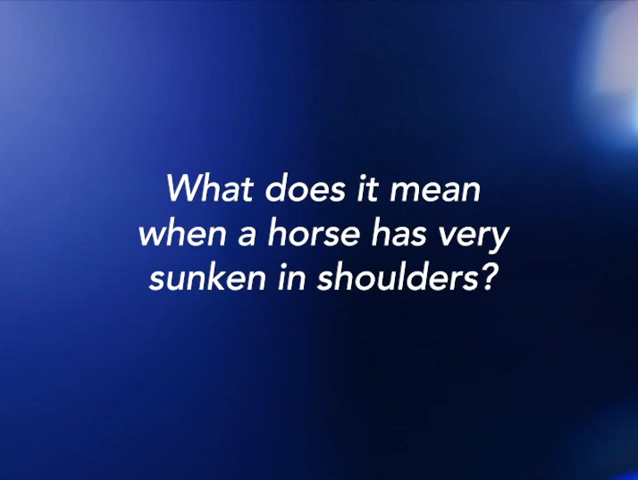 What does it mean
when a horse has very
sunken in shoulders?